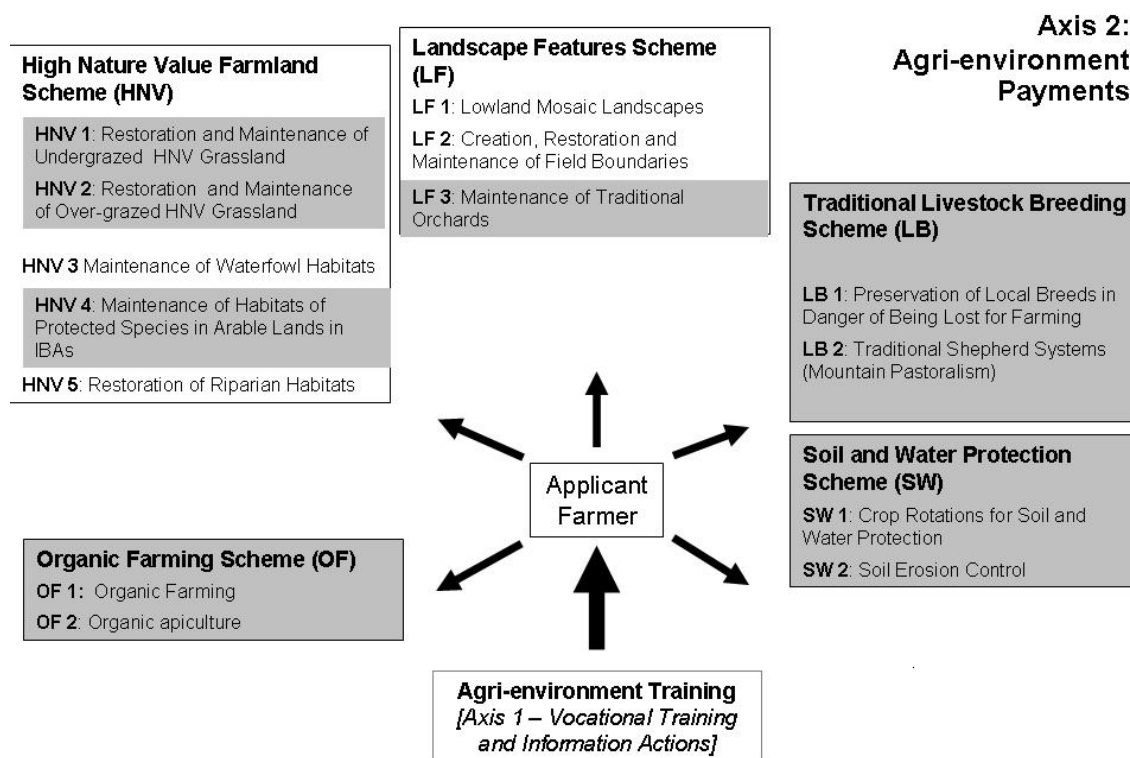 Axis 2:
Agri-environment
Payments
High Nature Value Farmland
Scheme (HNV)
HNV 1: Restoration and Maintenance of
Undergrazed HNV Grassland
HNV 2: Restoration and Maintenance
of Over-grazed HNV Grassland
HNV 3 Maintenance of Waterfowl Habitats
HNV 4: Maintenance of Habitats of
Protected Species in Arable Lands in
IBAs
HNV 5: Restoration of Riparian Habitats
Landscape Features Scheme
(LF)
LF 1: Lowland Mosaic Landscapes
LF 2: Creation, Restoration and
Maintenance of Field Boundaries
LF 3: Maintenance of Traditional
Orchards
Traditional Livestock Breeding
Scheme (LB)
LB 1: Preservation of Local Breeds in
Danger of Being Lost for Farming
LB 2: Traditional Shepherd Systems
(Mountain Pastoralism)
Soil and Water Protection
Scheme (SW)
SW 1: Crop Rotations for Soil and
Water Protection
SW 2: Soil Erosion Control
Applicant
Farmer
Organic Farming Scheme (OF)
OF 1: Organic Farming
OF 2: Organic apiculture
Agri-environment Training
[Axis 1 – Vocational Training
and Information Actions]